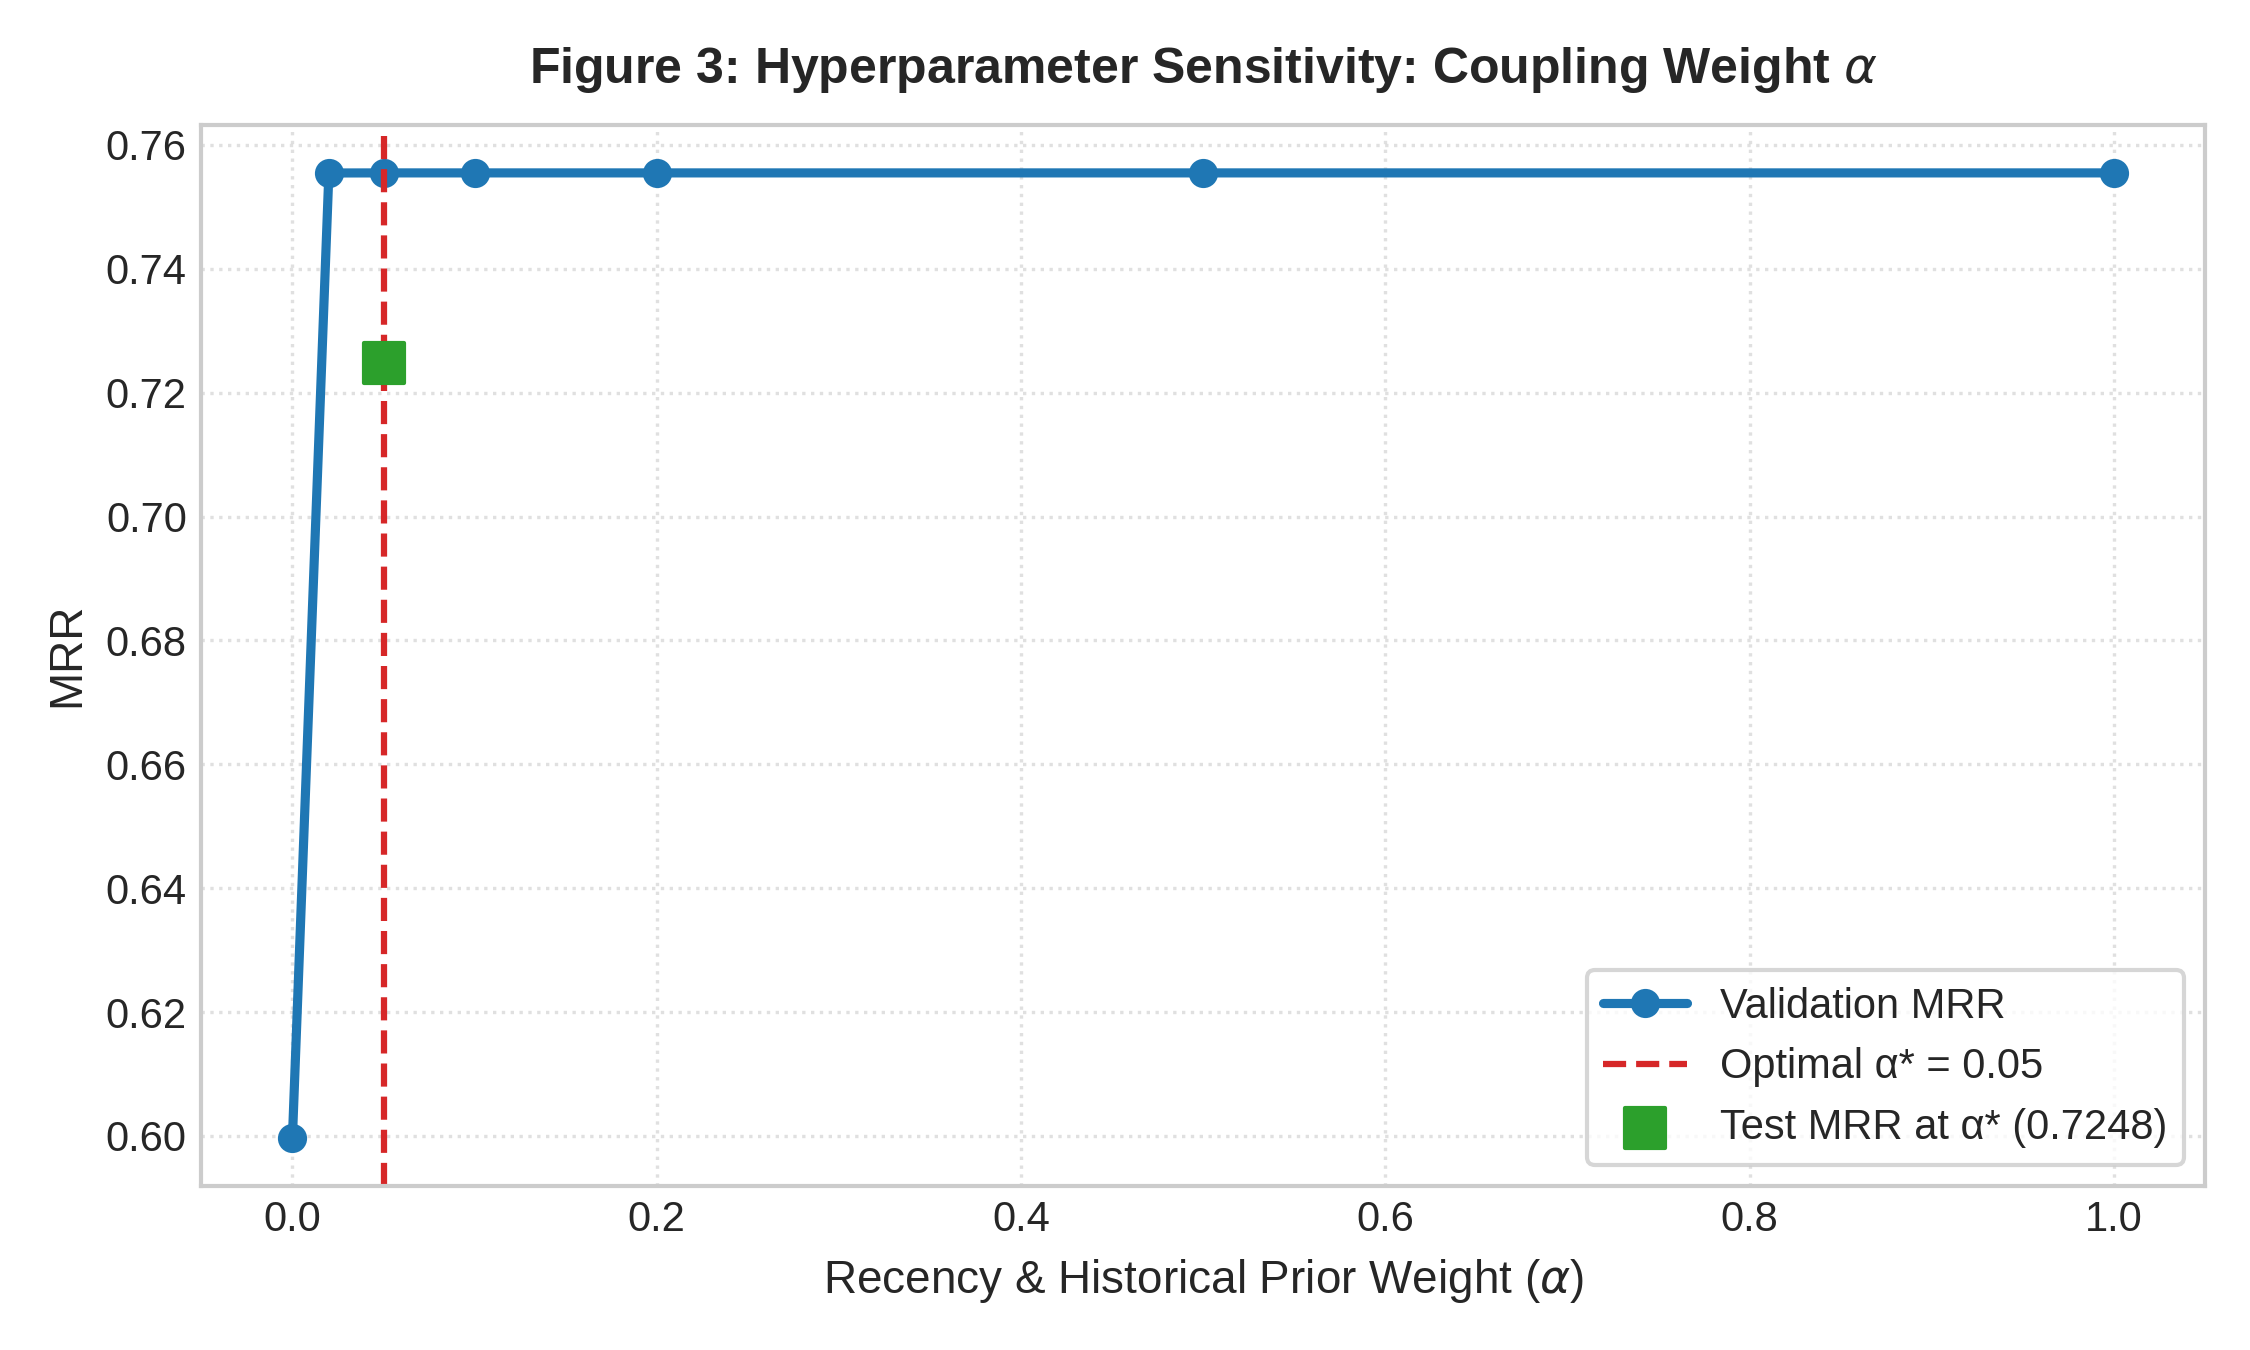 Figure 3: Hyperparameter Sensitivity: Coupling Weight α
0.76
0.74
0.72
0.70
0.68
0.66
0.64
0.62
0.60
MRR
Validation MRR
Optimal α* = 0.05
Test MRR at α* (0.7248)
0.0 0.2 0.4 0.6 0.8 1.0
Recency & Historical Prior Weight (α)